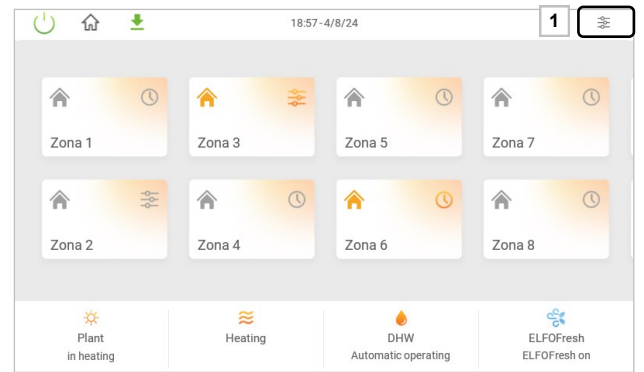 18:57-4/8/24
1
Zona 1
Zona 3
Zona 5
Zona 7
Zona 2
Zona 4
Zona 6
Zona 8
Plant
in heating
Heating
DHW
Automatic operating
ELFOFresh
ELFOFresh on